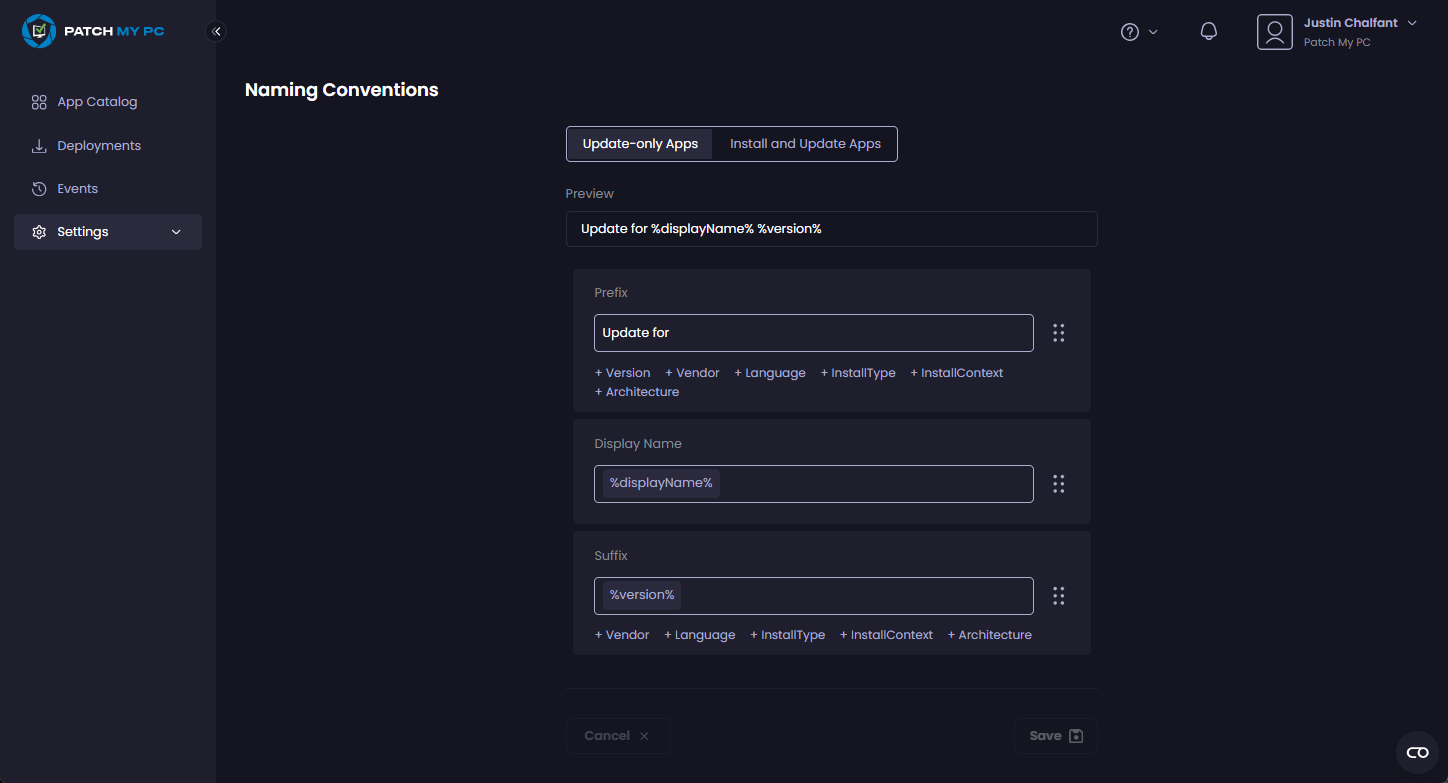 PATCH MY PC
Justin Chalfant
Patch My PC
App Catalog
Deployments
Events
Settings
Naming Conventions
Update-only Apps
Install and Update Apps
Preview
Update for %displayName% %version%
Prefix
Update for
+ Version + Vendor + Language + InstallType + InstallContext
+ Architecture
Display Name
%displayName%
Suffix
%version%
+ Vendor + Language + InstallType + InstallContext + Architecture
Cancel
Save